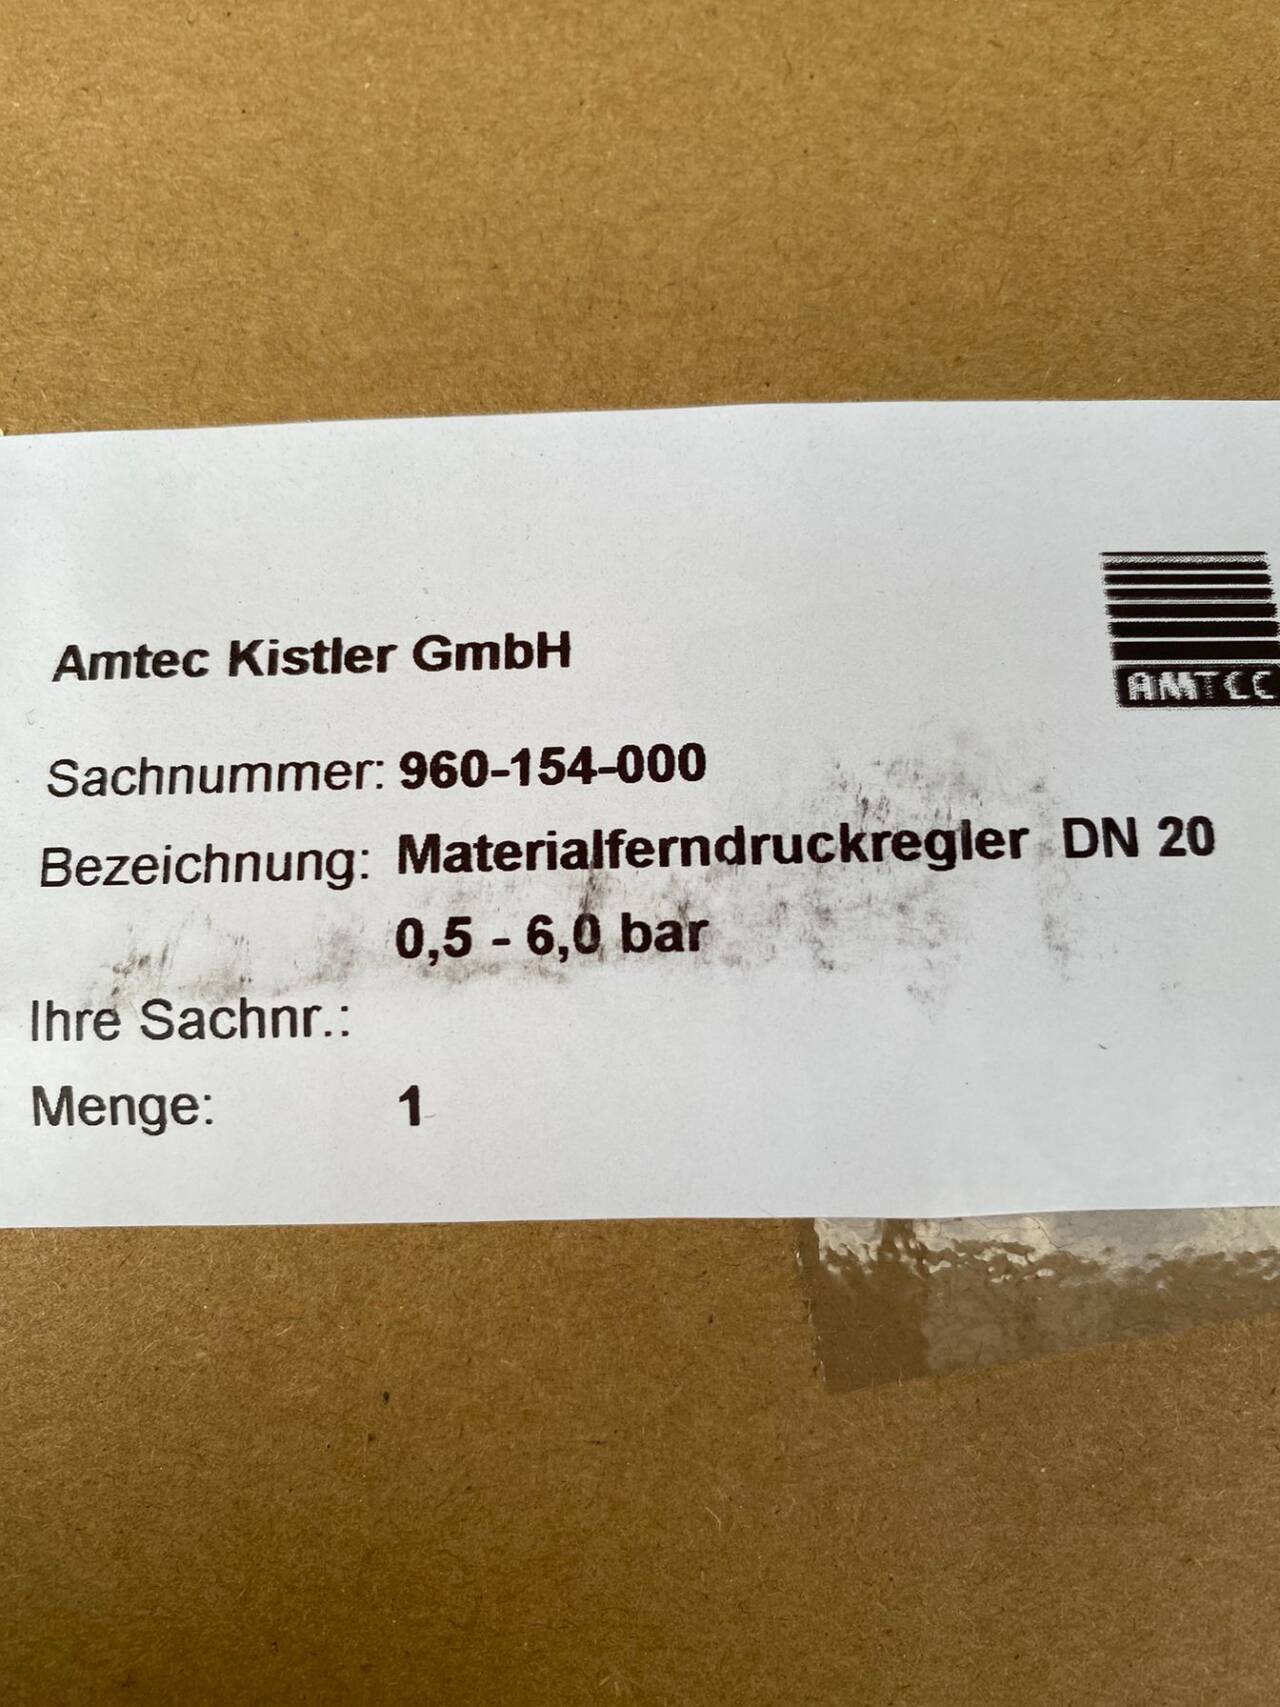 Amtec Kistler GmbH
AMTEC
Sachnummer: 960-154-000
Bezeichnung: Materialferndruckregler DN 20
0,5 - 6,0 bar
Ihre Sachnr.:
Menge: 1